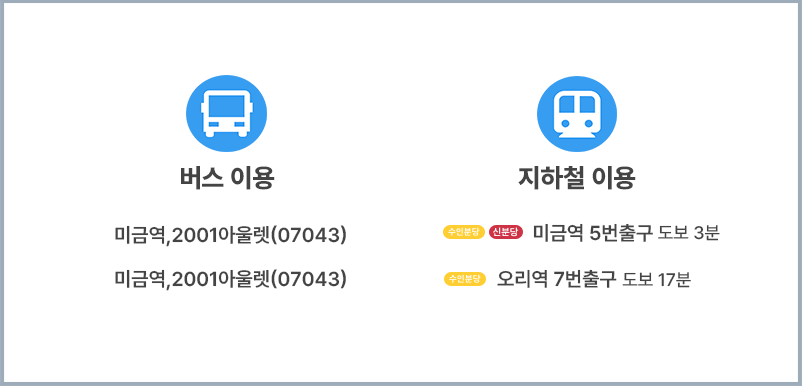 버스 이용
미금역,2001아울렛(07043)
미금역,2001아울렛(07043)
지하철 이용
수인분당 신분당 미금역 5번출구 도보 3분
수인분당 오리역 7번출구 도보 17분